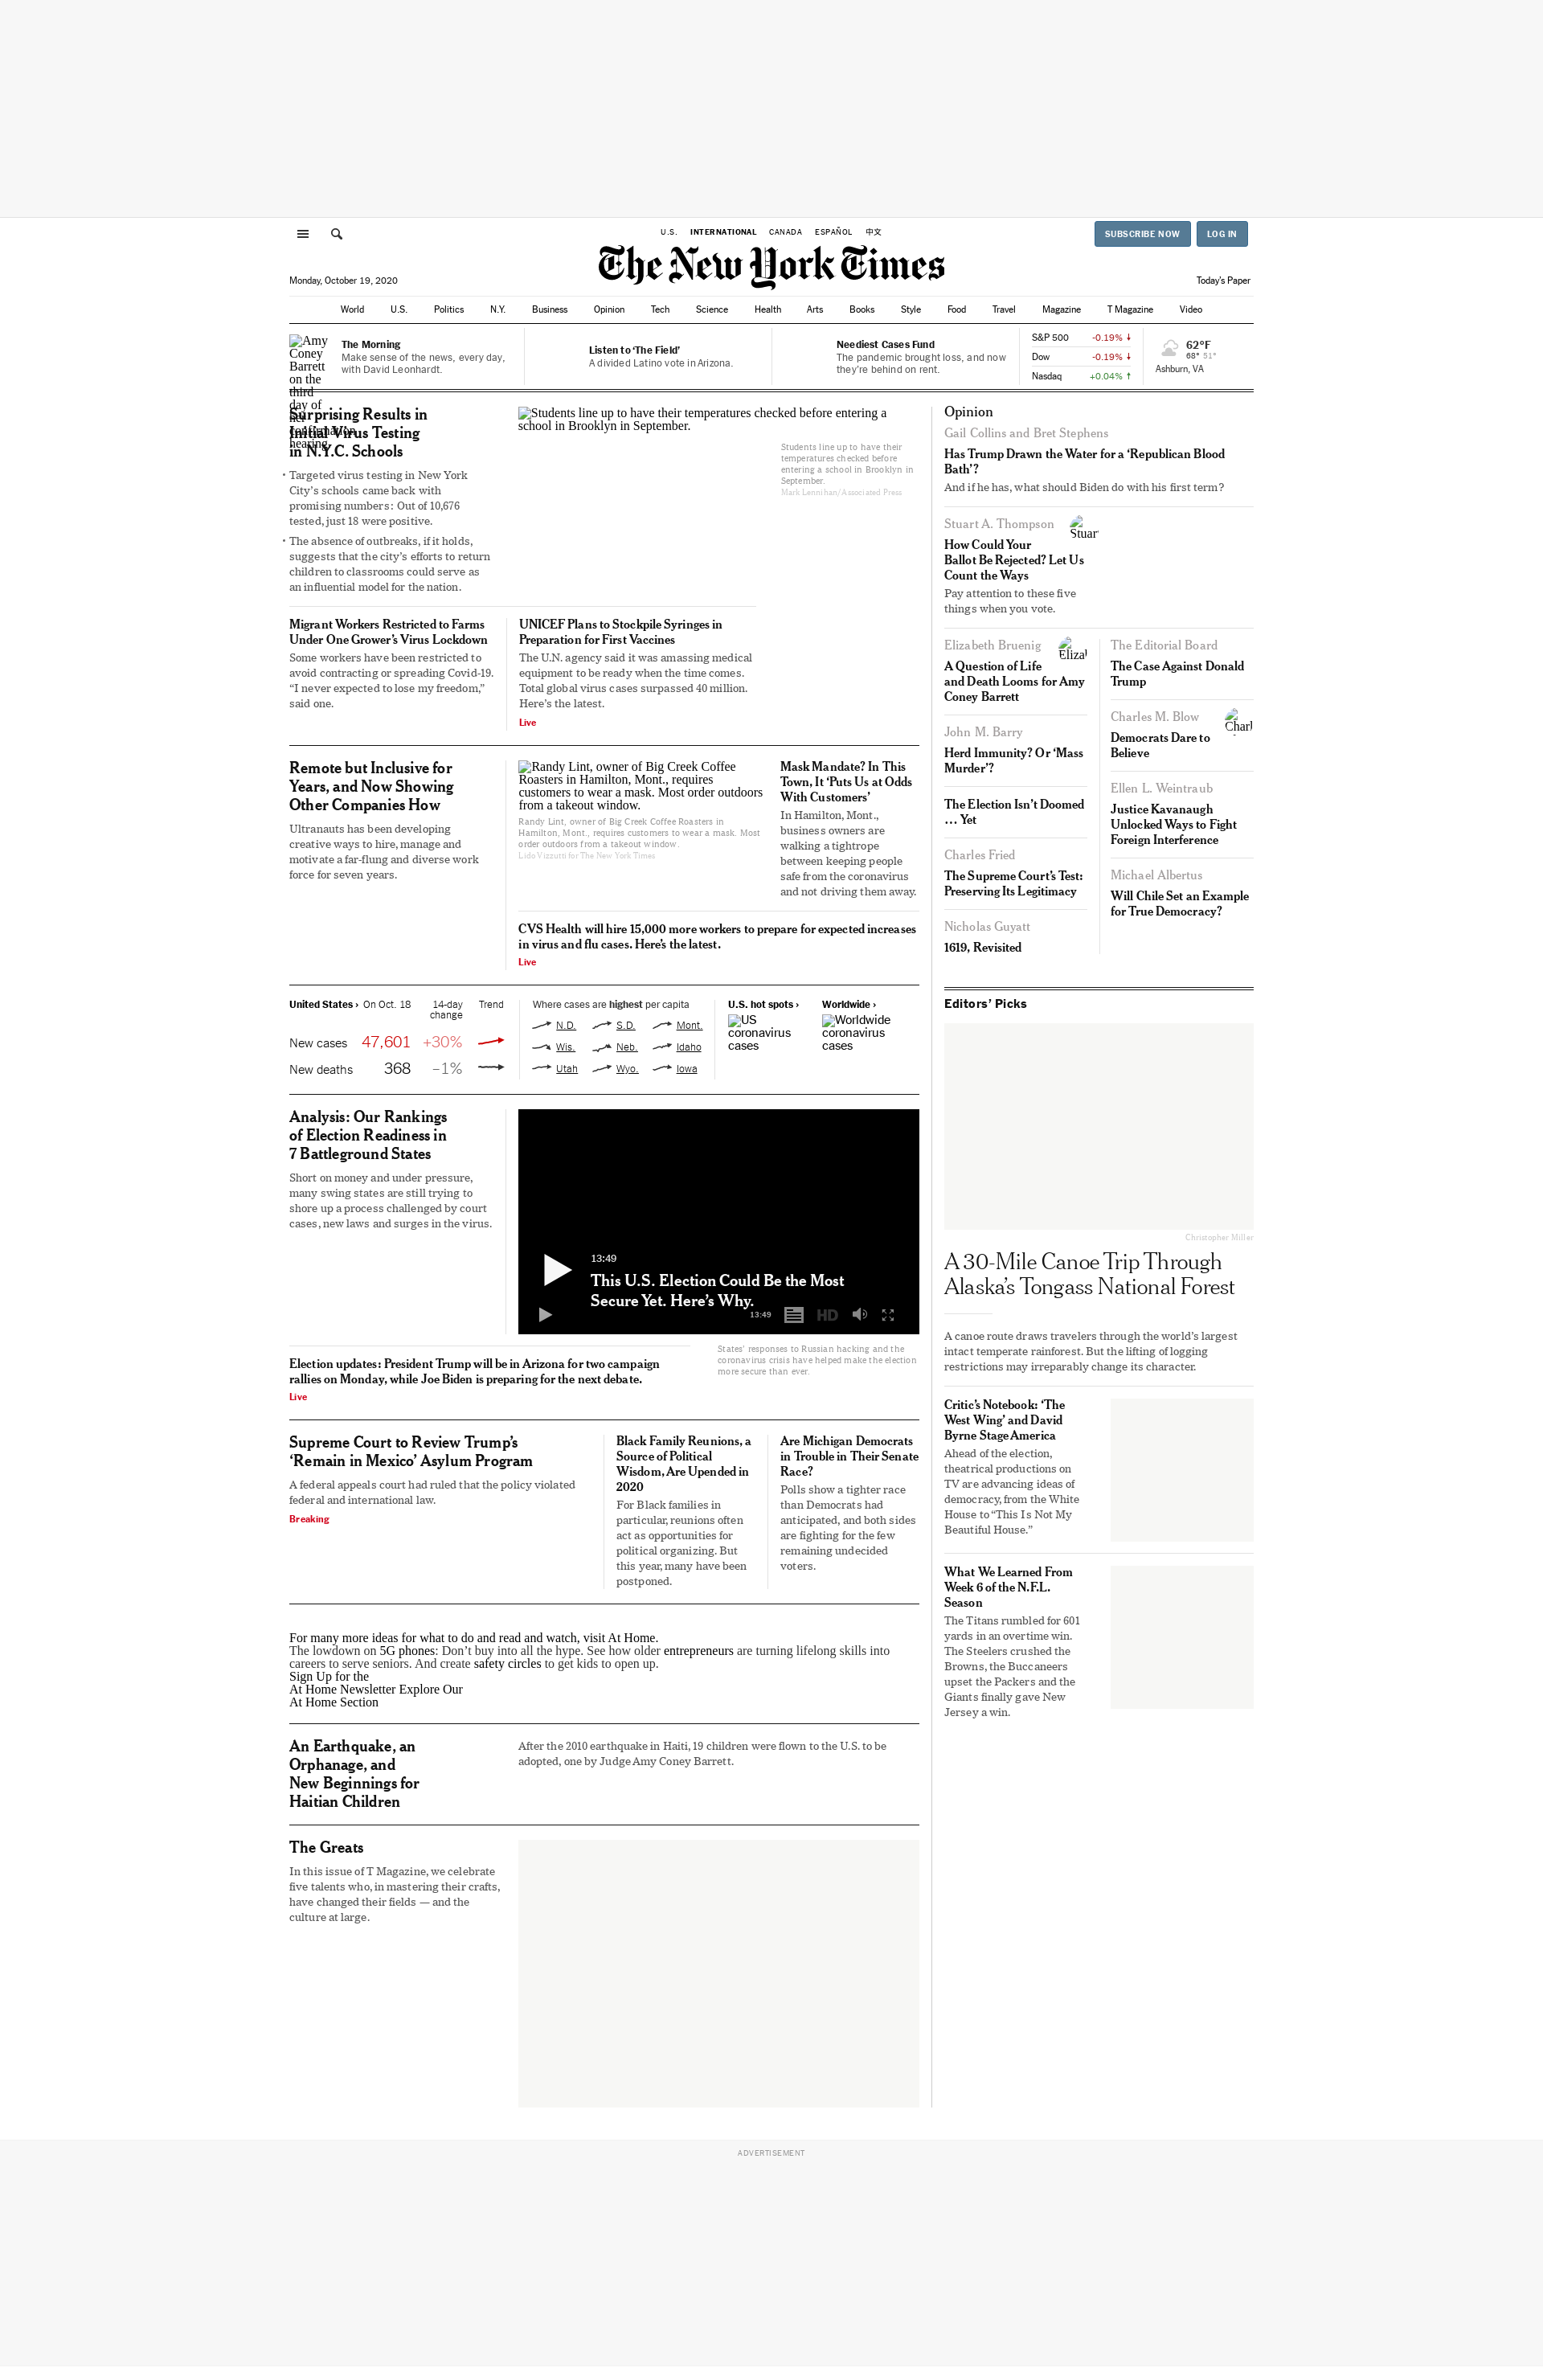 U.S. INTERNATIONAL CANADA ESPAÑOL 中文
SUBSCRIBE NOW LOG IN
The New York Times
Monday, October 19, 2020
Today's Paper
World U.S. Politics N.Y. Business Opinion Tech Science Health Arts Books Style Food Travel Magazine T Magazine Video
Amy
Coney
Barrett
on the
third
day of
her
confirmation
hearing.
The Morning
Make sense of the news, every day,
with David Leonhardt.
Listen to ‘The Field’
A divided Latino vote in Arizona.
Neediest Cases Fund
The pandemic brought loss, and now
they’re behind on rent.
S&P 500 -0.19% ↓
Dow -0.19% ↓
Nasdaq +0.04% ↑
62°F
68° 51°
Ashburn, VA
Surprising Results in
Initial Virus Testing
in N.Y.C. Schools
• Targeted virus testing in New York
City’s schools came back with
promising numbers: Out of 10,676
tested, just 18 were positive.
• The absence of outbreaks, if it holds,
suggests that the city’s efforts to return
children to classrooms could serve as
an influential model for the nation.
Students line up to have their temperatures checked before entering a
school in Brooklyn in September.
Students line up to have their
temperatures checked before
entering a school in Brooklyn in
September.
Mark Lennihan/Associated Press
Migrant Workers Restricted to Farms
Under One Grower’s Virus Lockdown
Some workers have been restricted to
avoid contracting or spreading Covid-19.
“I never expected to lose my freedom,”
said one.
UNICEF Plans to Stockpile Syringes in
Preparation for First Vaccines
The U.N. agency said it was amassing medical
equipment to be ready when the time comes.
Total global virus cases surpassed 40 million.
Here’s the latest.
Live
Remote but Inclusive for
Years, and Now Showing
Other Companies How
Ultranauts has been developing
creative ways to hire, manage and
motivate a far-flung and diverse work
force for seven years.
Randy Lint, owner of Big Creek Coffee
Roasters in Hamilton, Mont., requires
customers to wear a mask. Most order outdoors
from a takeout window.
Randy Lint, owner of Big Creek Coffee Roasters in
Hamilton, Mont., requires customers to wear a mask. Most
order outdoors from a takeout window.
Lido Vizzutti for The New York Times
Mask Mandate? In This
Town, It ‘Puts Us at Odds
With Customers’
In Hamilton, Mont.,
business owners are
walking a tightrope
between keeping people
safe from the coronavirus
and not driving them away.
CVS Health will hire 15,000 more workers to prepare for expected increases
in virus and flu cases. Here’s the latest.
Live
United States › On Oct. 18 14-day
change Trend
New cases 47,601 +30%
New deaths 368 –1%
Where cases are highest per capita
N.D. S.D. Mont.
Wis. Neb. Idaho
Utah Wyo. Iowa
U.S. hot spots ›
US
coronavirus
cases
Worldwide ›
Worldwide
coronavirus
cases
Analysis: Our Rankings
of Election Readiness in
7 Battleground States
Short on money and under pressure,
many swing states are still trying to
shore up a process challenged by court
cases, new laws and surges in the virus.
13:49
This U.S. Election Could Be the Most
Secure Yet. Here’s Why.
13:49 HD
States’ responses to Russian hacking and the
coronavirus crisis have helped make the election
more secure than ever.
Election updates: President Trump will be in Arizona for two campaign
rallies on Monday, while Joe Biden is preparing for the next debate.
Live
Supreme Court to Review Trump’s
‘Remain in Mexico’ Asylum Program
A federal appeals court had ruled that the policy violated
federal and international law.
Breaking
Black Family Reunions, a
Source of Political
Wisdom, Are Upended in
2020
For Black families in
particular, reunions often
act as opportunities for
political organizing. But
this year, many have been
postponed.
Are Michigan Democrats
in Trouble in Their Senate
Race?
Polls show a tighter race
than Democrats had
anticipated, and both sides
are fighting for the few
remaining undecided
voters.
For many more ideas for what to do and read and watch, visit At Home.
The lowdown on 5G phones: Don’t buy into all the hype. See how older entrepreneurs are turning lifelong skills into
careers to serve seniors. And create safety circles to get kids to open up.
Sign Up for the
At Home Newsletter Explore Our
At Home Section
An Earthquake, an
Orphanage, and
New Beginnings for
Haitian Children
After the 2010 earthquake in Haiti, 19 children were flown to the U.S. to be
adopted, one by Judge Amy Coney Barrett.
The Greats
In this issue of T Magazine, we celebrate
five talents who, in mastering their crafts,
have changed their fields — and the
culture at large.
Opinion
Gail Collins and Bret Stephens
Has Trump Drawn the Water for a ‘Republican Blood
Bath’?
And if he has, what should Biden do with his first term?
Stuart A. Thompson
Stuar
How Could Your
Ballot Be Rejected? Let Us
Count the Ways
Pay attention to these five
things when you vote.
Elizabeth Bruenig
Elizab
A Question of Life
and Death Looms for Amy
Coney Barrett
John M. Barry
Herd Immunity? Or ‘Mass
Murder’?
The Election Isn’t Doomed
… Yet
Charles Fried
The Supreme Court’s Test:
Preserving Its Legitimacy
Nicholas Guyatt
1619, Revisited
The Editorial Board
The Case Against Donald
Trump
Charles M. Blow
Charl
Democrats Dare to
Believe
Ellen L. Weintraub
Justice Kavanaugh
Unlocked Ways to Fight
Foreign Interference
Michael Albertus
Will Chile Set an Example
for True Democracy?
Editors’ Picks
Christopher Miller
A 30-Mile Canoe Trip Through
Alaska’s Tongass National Forest
A canoe route draws travelers through the world’s largest
intact temperate rainforest. But the lifting of logging
restrictions may irreparably change its character.
Critic’s Notebook: ‘The
West Wing’ and David
Byrne Stage America
Ahead of the election,
theatrical productions on
TV are advancing ideas of
democracy, from the White
House to “This Is Not My
Beautiful House.”
What We Learned From
Week 6 of the N.F.L.
Season
The Titans rumbled for 601
yards in an overtime win.
The Steelers crushed the
Browns, the Buccaneers
upset the Packers and the
Giants finally gave New
Jersey a win.
ADVERTISEMENT